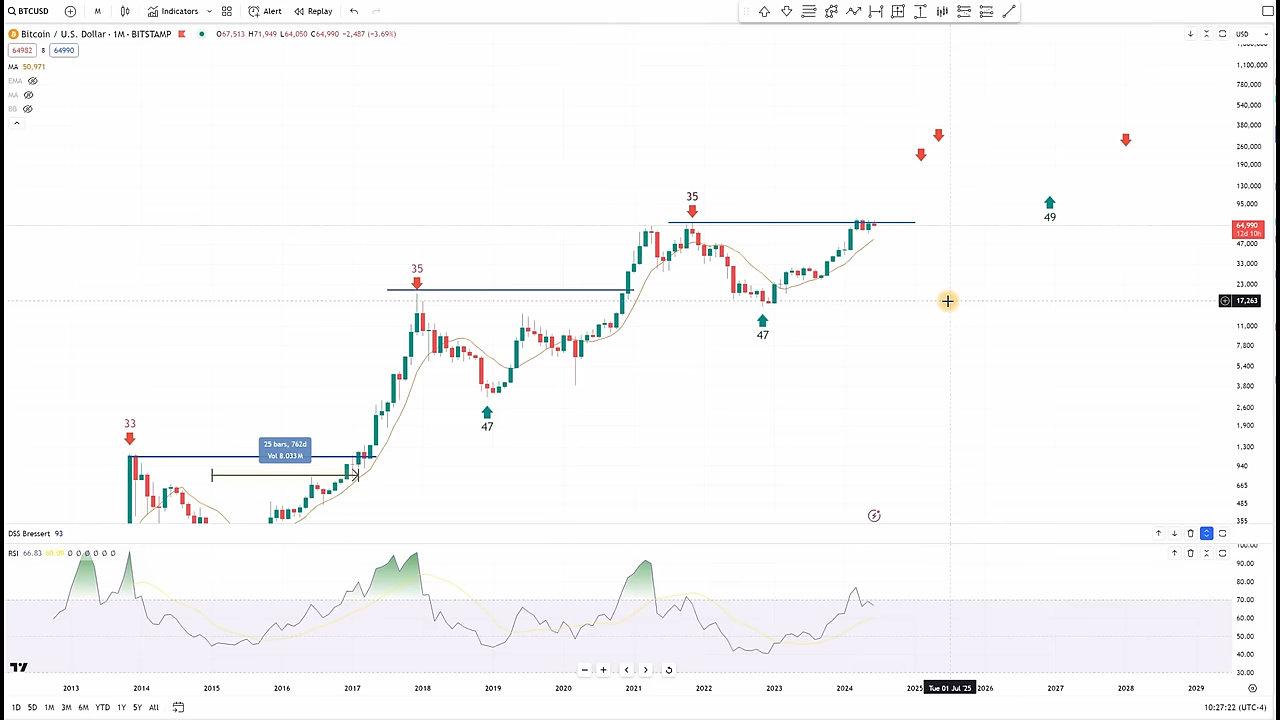 BTCUSD M Indicators Alert Replay
Bitcoin / U.S. Dollar · 1M · BITSTAMP O67,513 H71,949 L64,050 C64,990 −2,487 (−3.69%) USD
64982 8 64990
MA 50,971
EMA
MA
BB
1,100,000
780,000
540,000
380,000
260,000
190,000
130,000
95,000
64,990
12d 10h
47,000
33,000
23,000
17,263
11,000
7,800
5,400
3,800
2,600
1,900
1,300
940
665
485
355
35
49
35
47
47
33
25 bars, 762d
Vol 8.033M
DSS Bressert 93
RSI 66.83 60.09 ∅ ∅ ∅ ∅ ∅ ∅
100.00
90.00
80.00
70.00
60.00
50.00
40.00
30.00
2013 2014 2015 2016 2017 2018 2019 2020 2021 2022 2023 2024 2025 Tue 01 Jul '25 2026 2027 2028 2029
1D 5D 1M 3M 6M YTD 1Y 5Y All 10:27:22 (UTC-4)